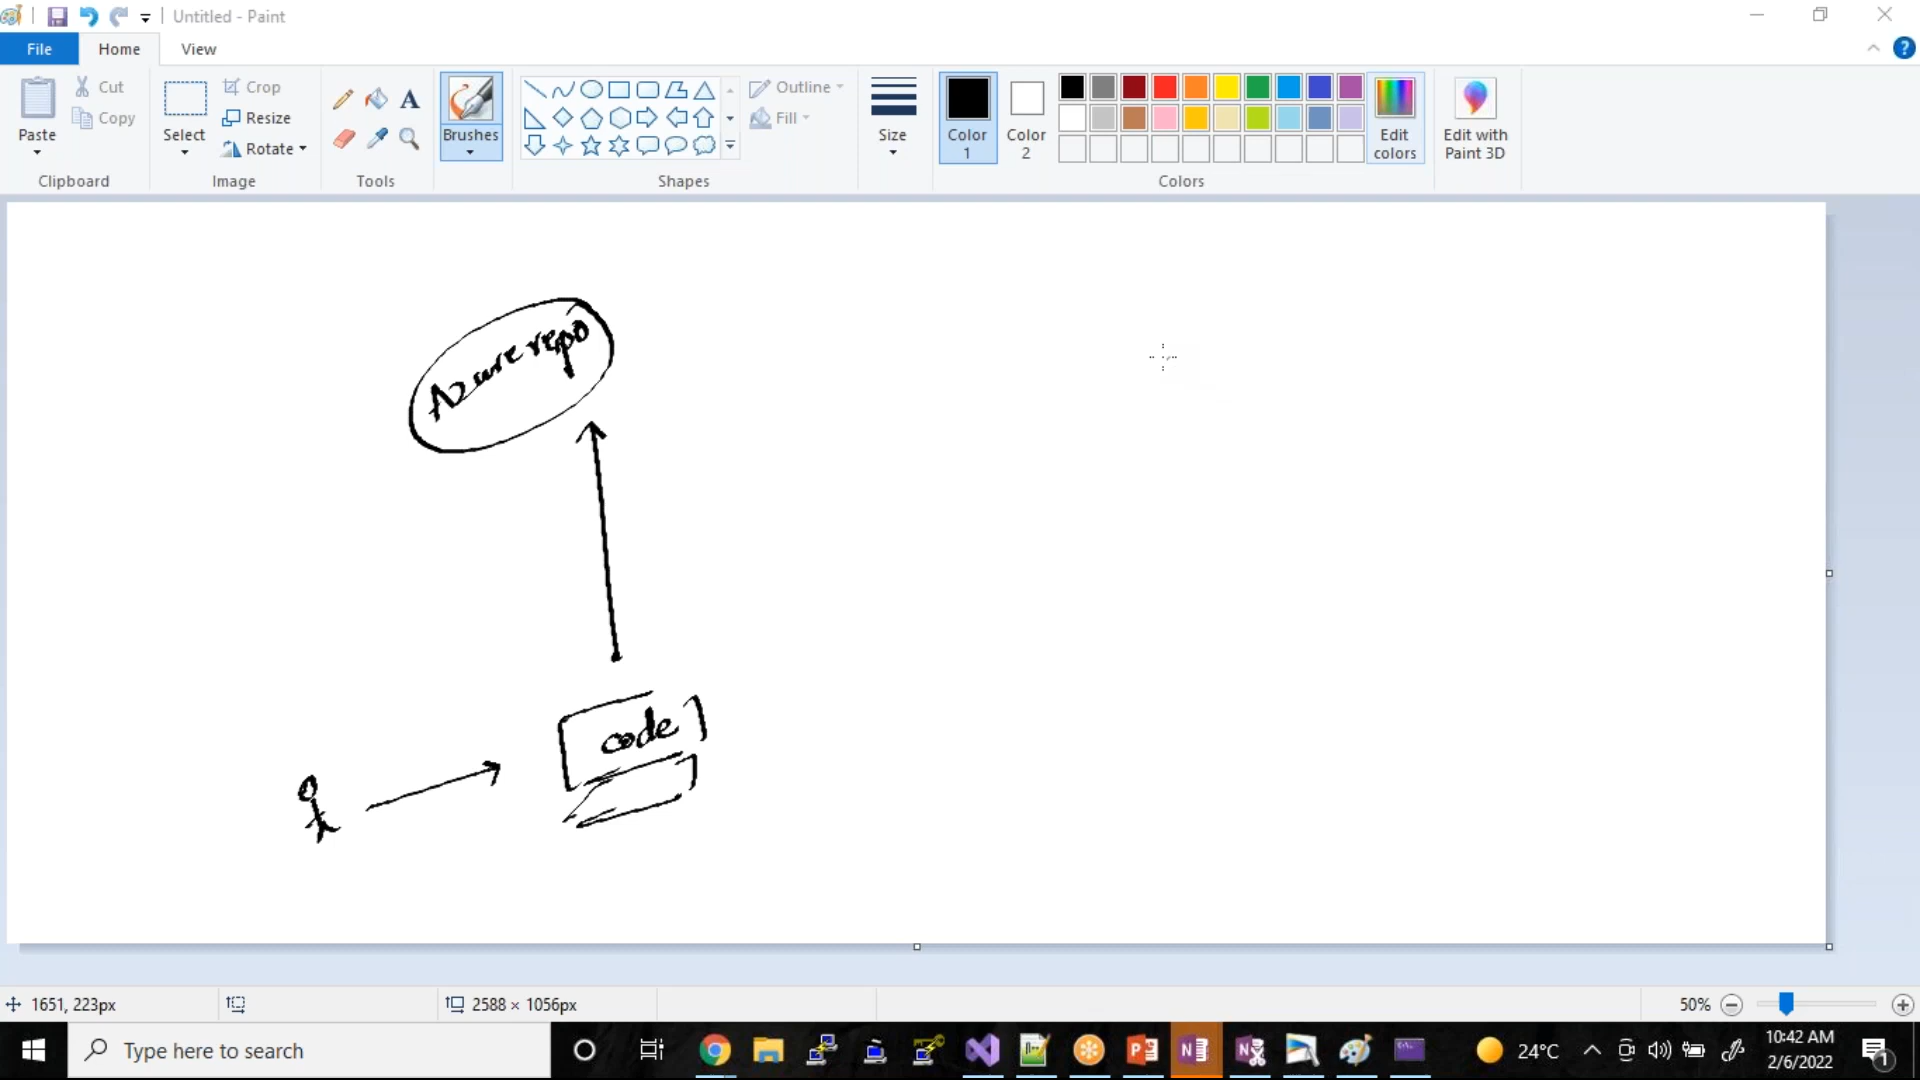 Untitled - Paint
File
Home
View
Paste
Cut
Copy
Clipboard
Select
Crop
Resize
Rotate
Image
A
Tools
Brushes
Shapes
Outline
Fill
Size
Color
1
Color
2
Edit
colors
Colors
Edit with
Paint 3D
?
Azure repo
code
1651, 223px
2588 × 1056px
50%
Type here to search
24°C
10:42 AM
2/6/2022
1